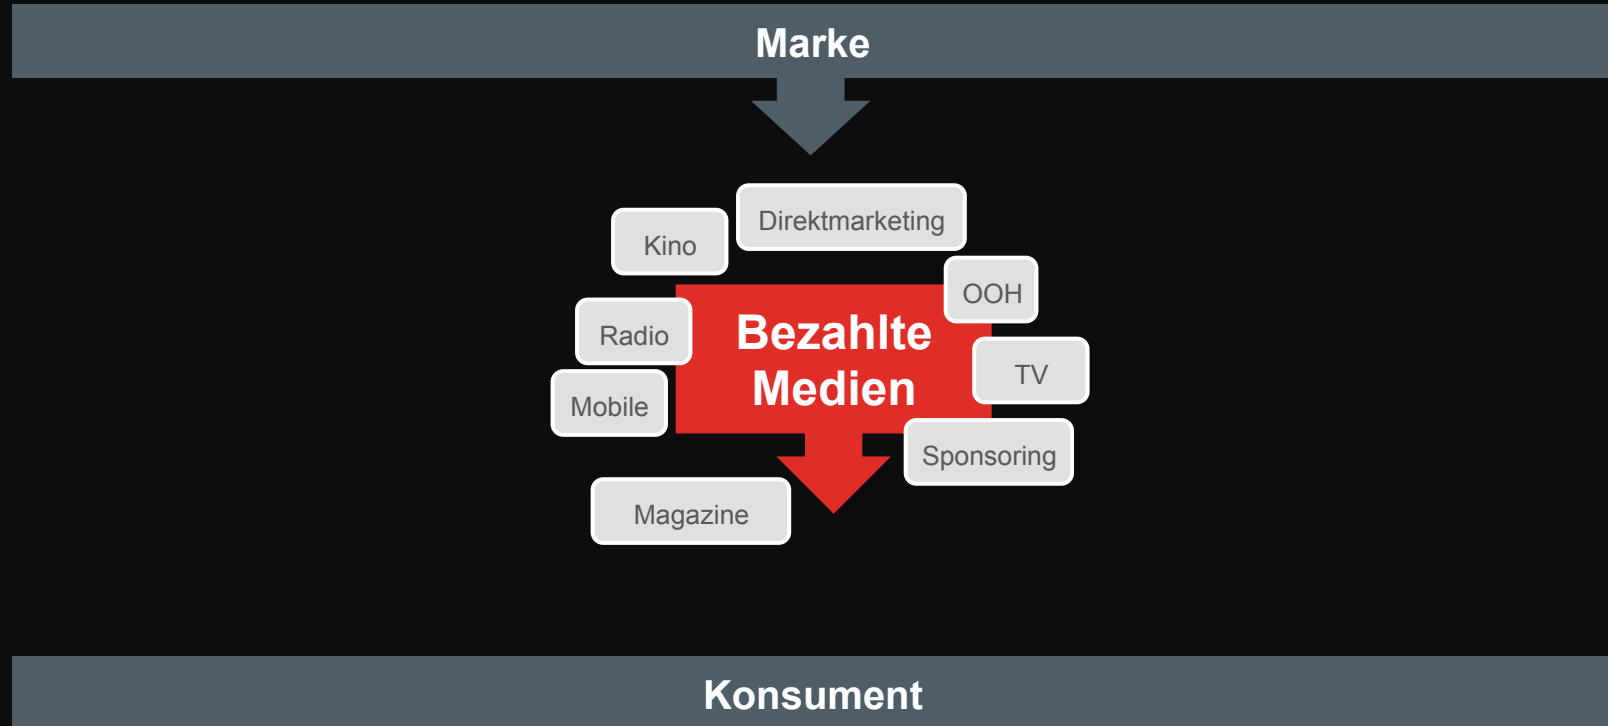 Marke
Direktmarketing
Kino
OOH
Radio
Bezahlte
Medien
TV
Mobile
Sponsoring
Magazine
Konsument